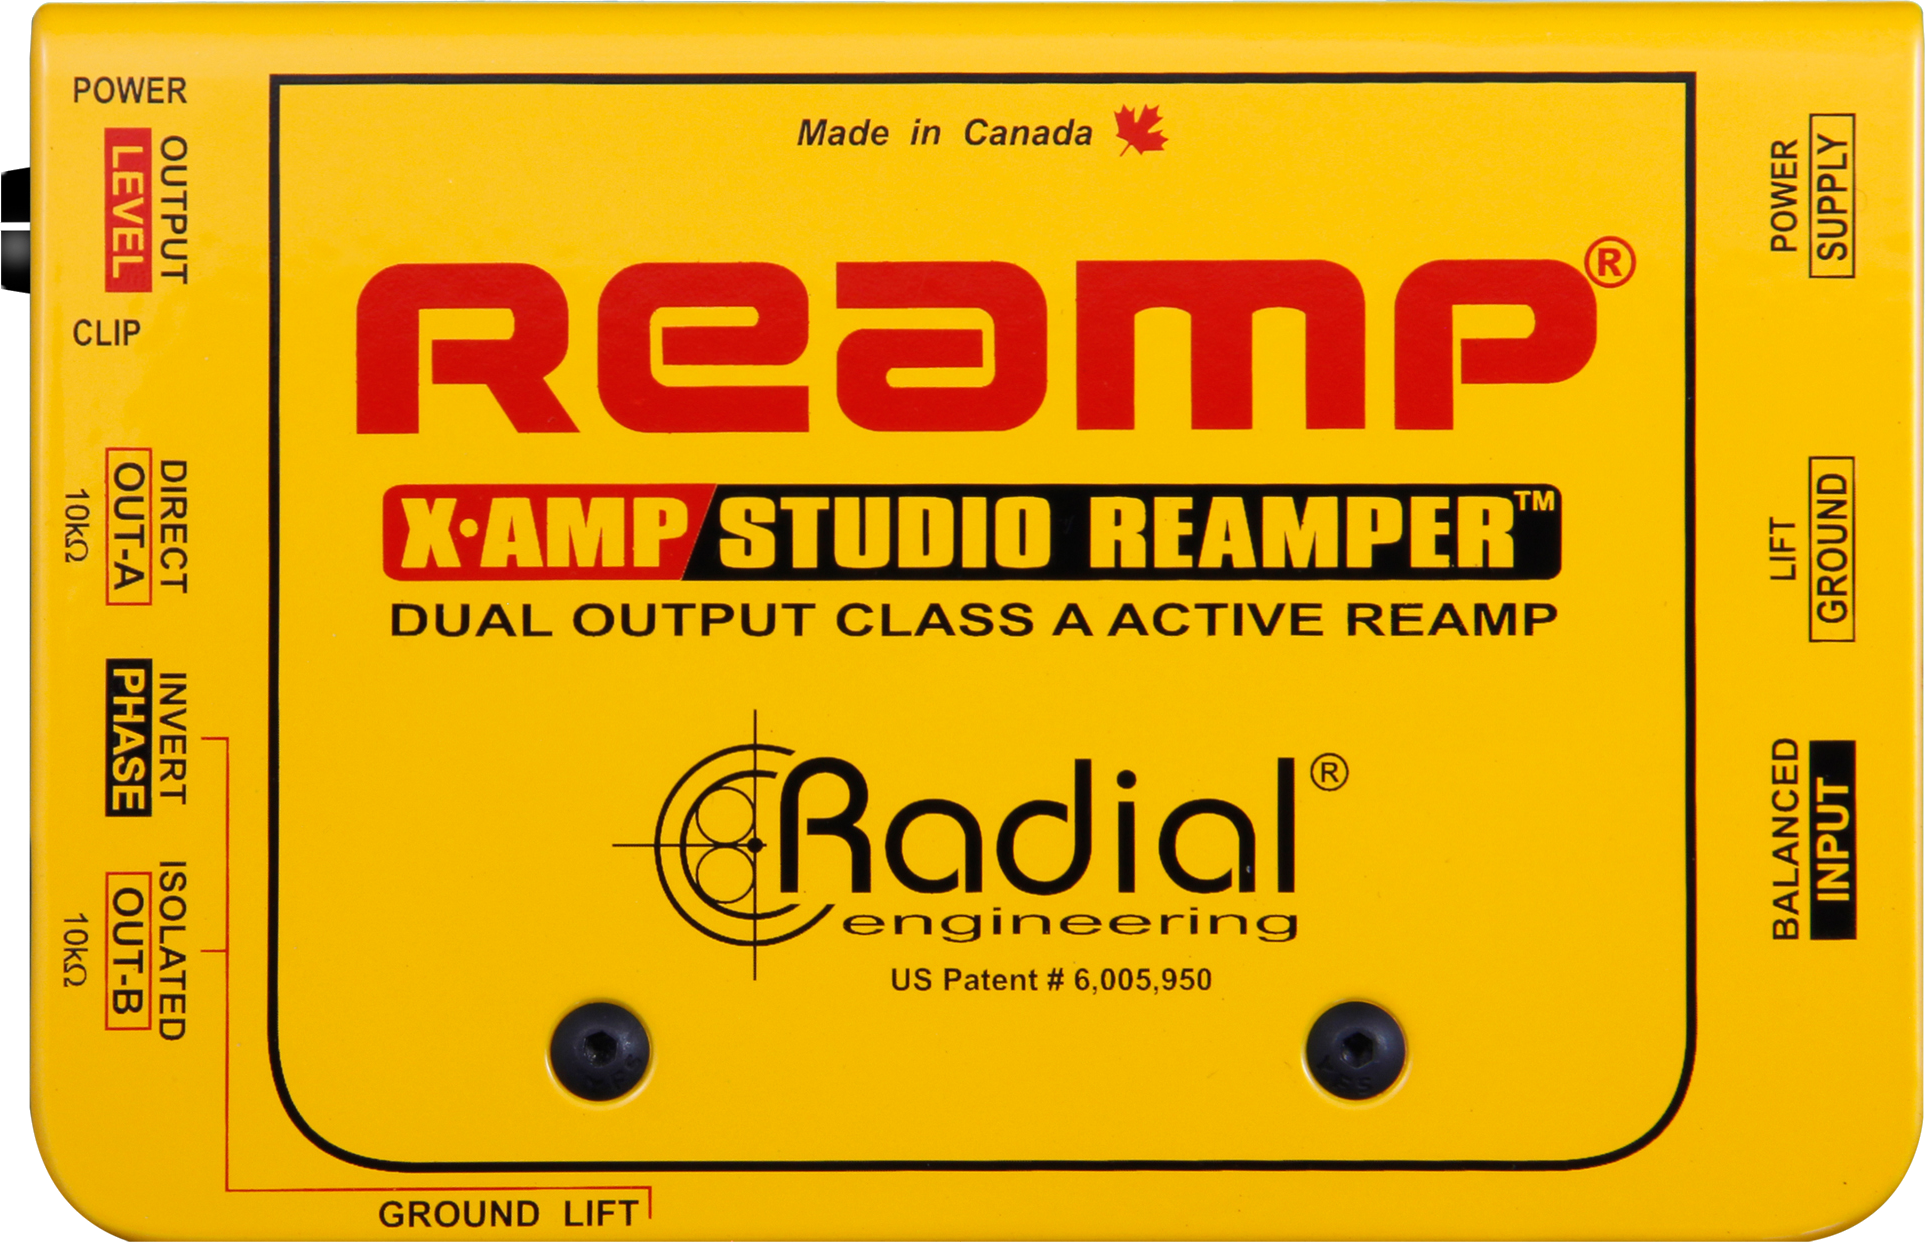 POWER
OUTPUT
LEVEL
CLIP
DIRECT
OUT-A
10kΩ
INVERT
PHASE
ISOLATED
OUT-B
10kΩ
GROUND LIFT
Made in Canada
REAMP®
X·AMP STUDIO REAMPER™
DUAL OUTPUT CLASS A ACTIVE REAMP
Radial®
engineering
US Patent # 6,005,950
POWER
SUPPLY
LIFT
GROUND
BALANCED
INPUT